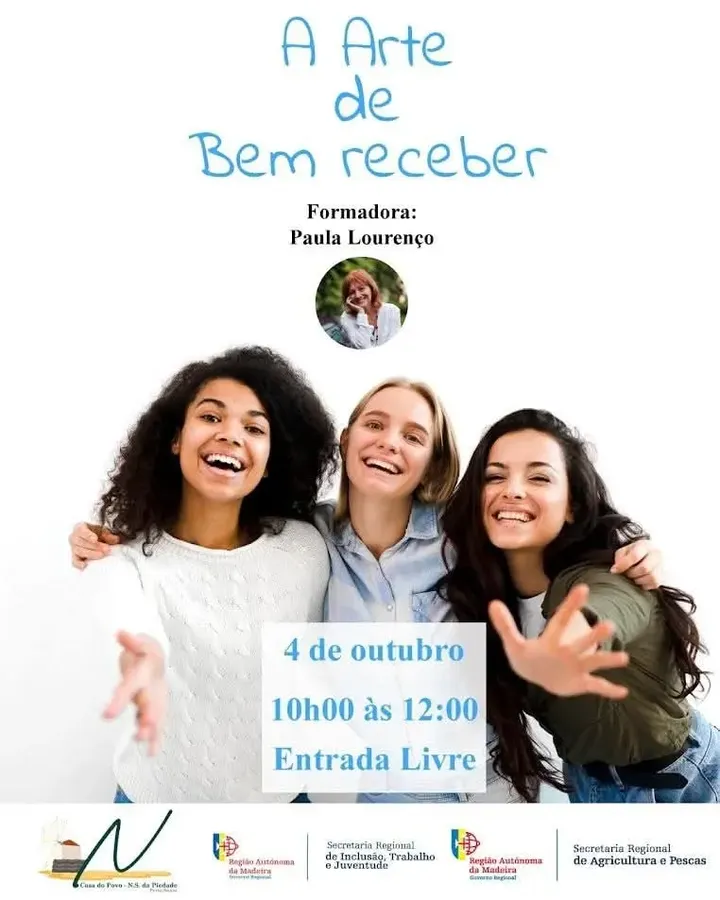 A Arte
de
Bem receber
Formadora:
Paula Lourenço
4 de outubro
10h00 às 12:00
Entrada Livre
N
Casa do Povo - N.S. da Piedade
Porto Santo
Região Autónoma
da Madeira
Governo Regional
Secretaria Regional
de Inclusão, Trabalho
e Juventude
Região Autónoma
da Madeira
Governo Regional
Secretaria Regional
de Agricultura e Pescas